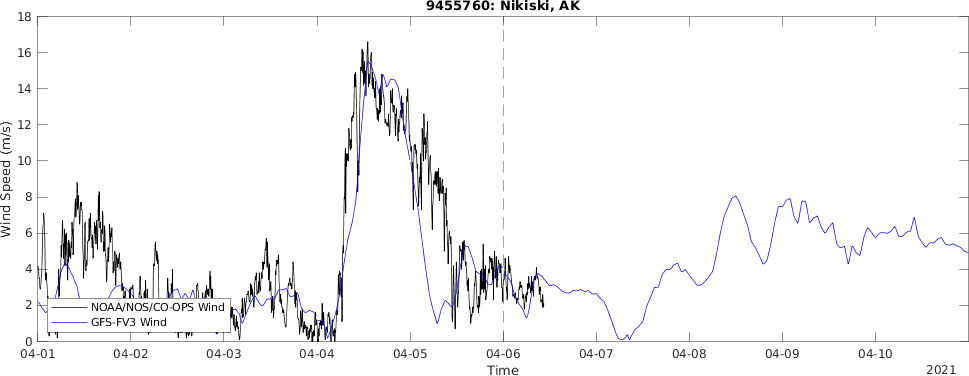 9455760: Nikiski, AK
18
16
14
12
10
8
6
4
2
0
Wind Speed (m/s)
NOAA/NOS/CO-OPS Wind
GFS-FV3 Wind
04-01 04-02 04-03 04-04 04-05 04-06 04-07 04-08 04-09 04-10
Time
2021